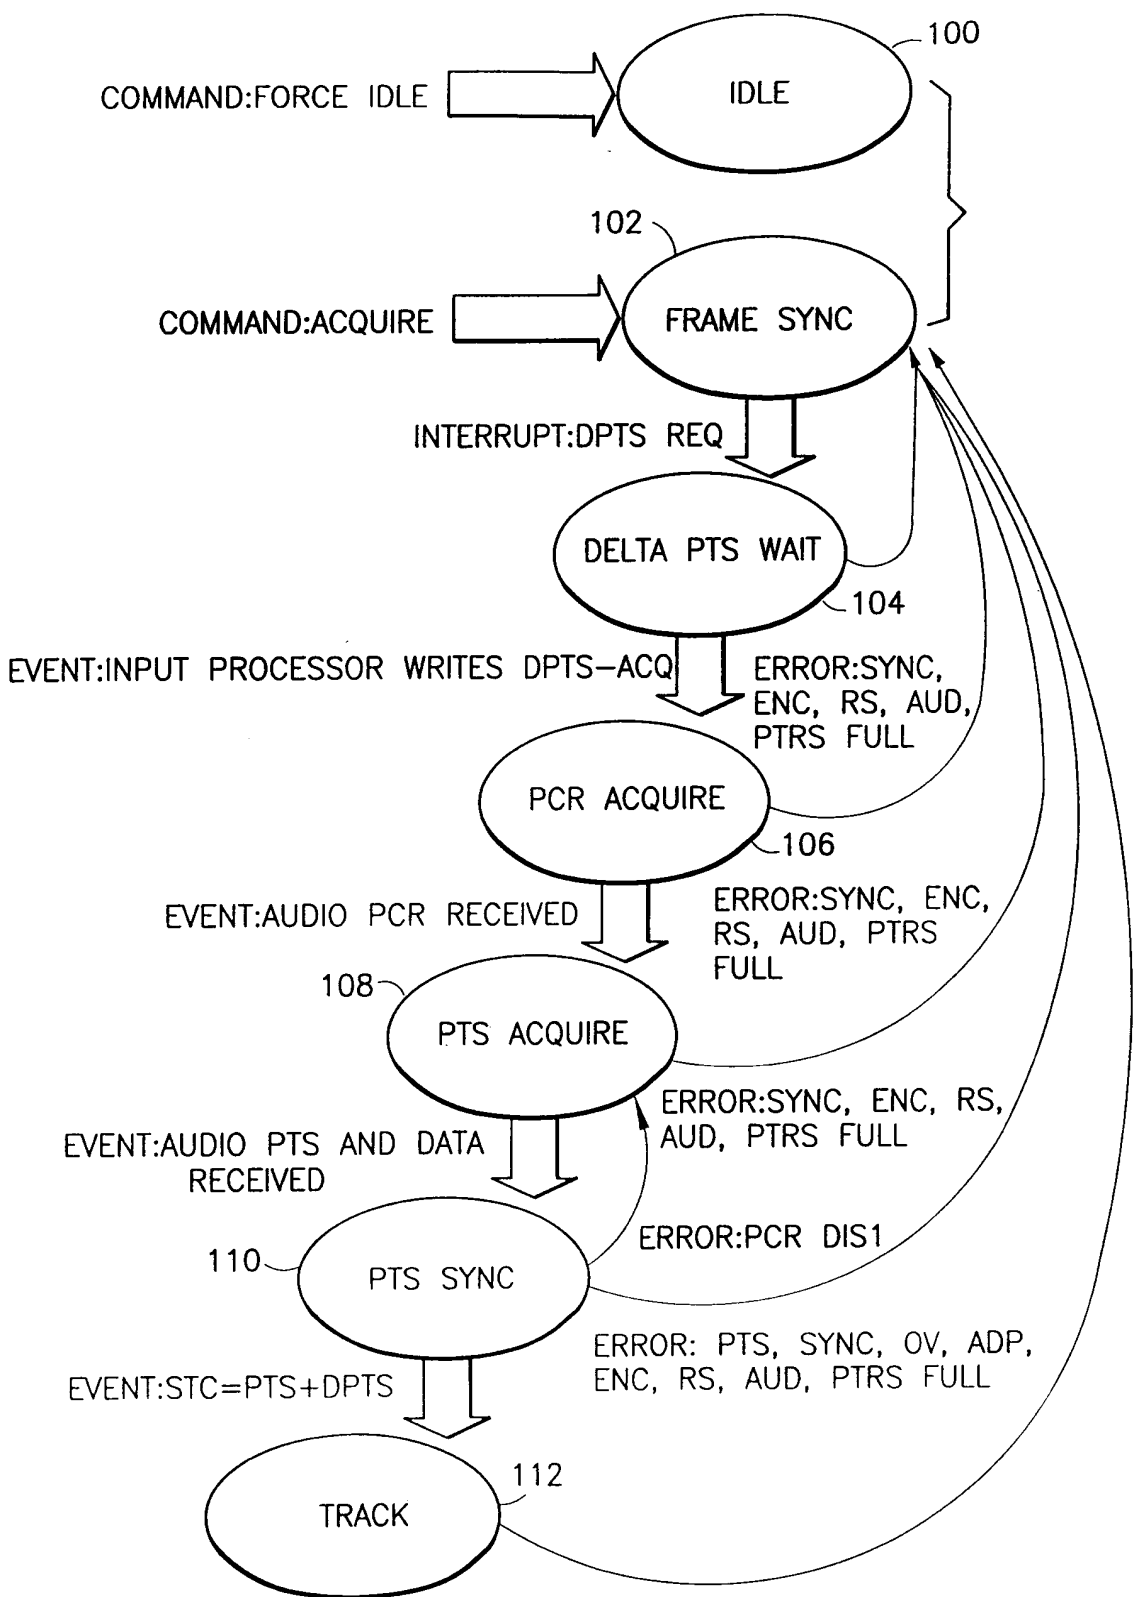 100
COMMAND:FORCE IDLE
IDLE
102
COMMAND:ACQUIRE
FRAME SYNC
INTERRUPT:DPTS REQ
DELTA PTS WAIT
104
EVENT:INPUT PROCESSOR WRITES DPTS-ACQ
ERROR:SYNC,
ENC, RS, AUD,
PTRS FULL
PCR ACQUIRE
106
EVENT:AUDIO PCR RECEIVED
ERROR:SYNC, ENC,
RS, AUD, PTRS
FULL
108
PTS ACQUIRE
ERROR:SYNC, ENC, RS,
AUD, PTRS FULL
EVENT:AUDIO PTS AND DATA
RECEIVED
ERROR:PCR DIS1
110
PTS SYNC
ERROR: PTS, SYNC, OV, ADP,
ENC, RS, AUD, PTRS FULL
EVENT:STC=PTS+DPTS
112
TRACK